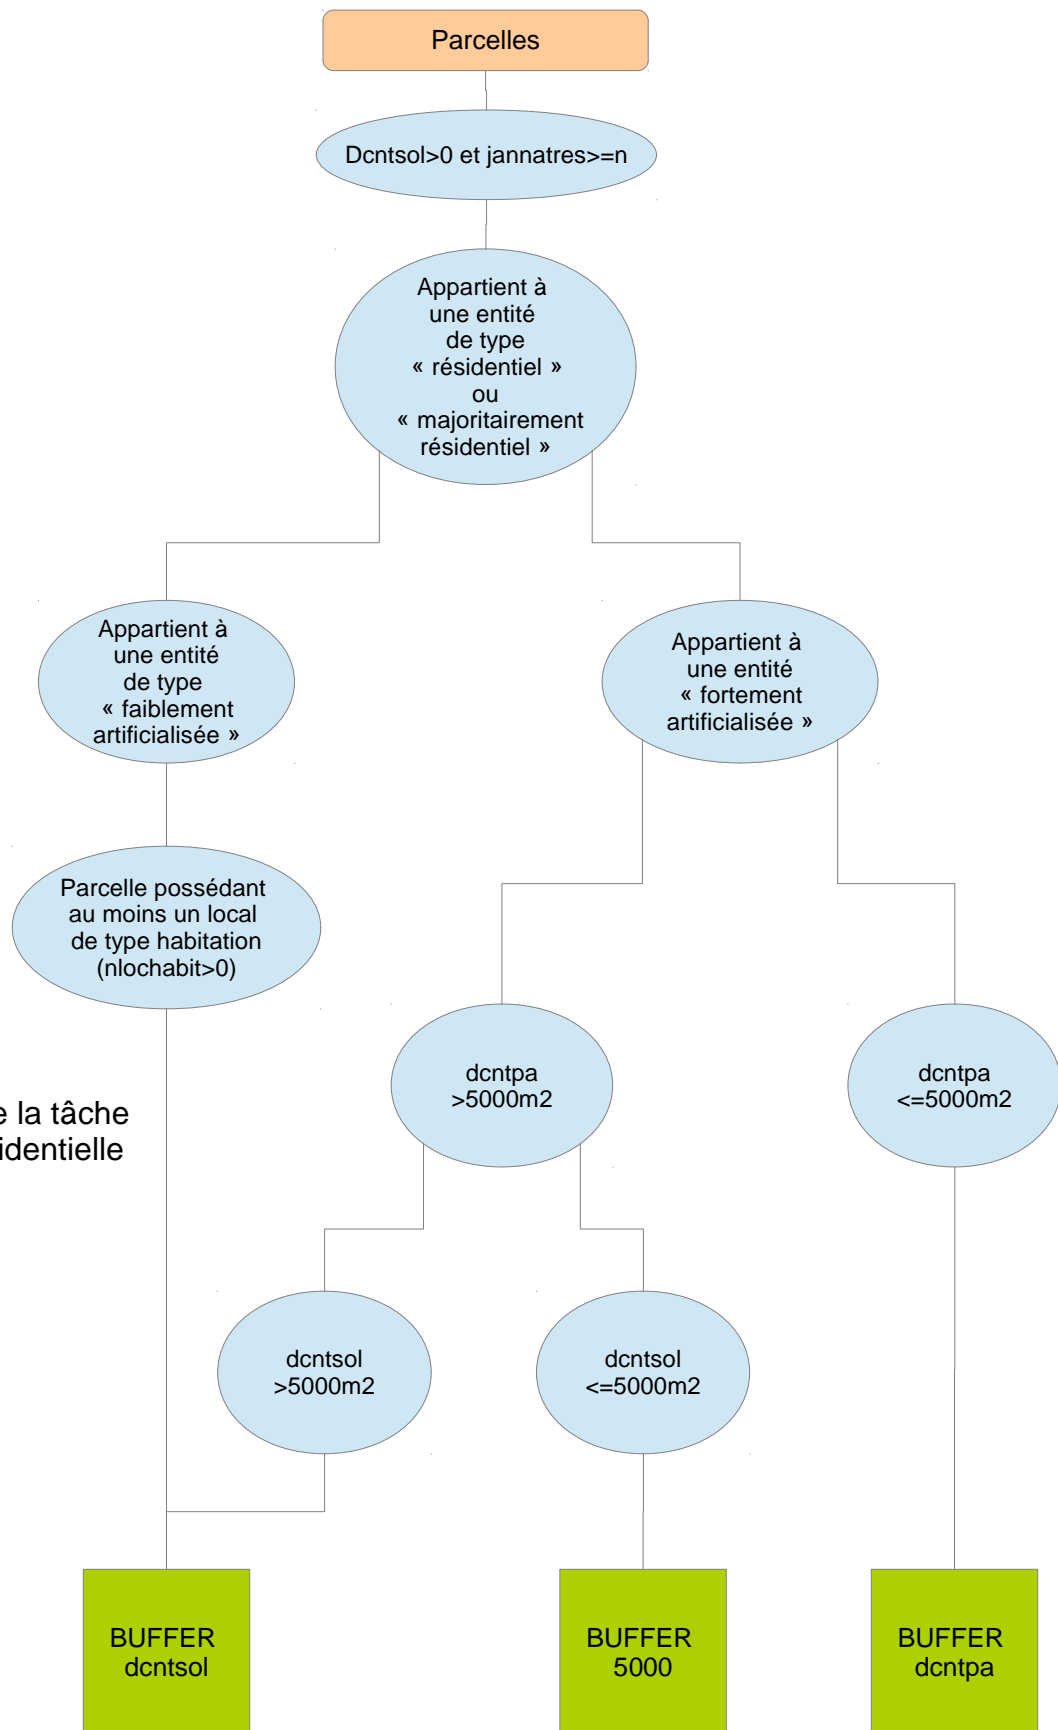 Parcelles
Dcntsol>0 et jannatres>=n
Appartient à
une entité
de type
« résidentiel »
ou
« majoritairement
résidentiel »
Appartient à
une entité
de type
« faiblement
artificialisée »
Appartient à
une entité
« fortement
artificialisée »
Parcelle possédant
au moins un local
de type habitation
(nlochabit>0)
dcntpa
>5000m2
dcntpa
<=5000m2
la tâche
identielle
dcntsol
>5000m2
dcntsol
<=5000m2
BUFFER
dcntsol
BUFFER
5000
BUFFER
dcntpa